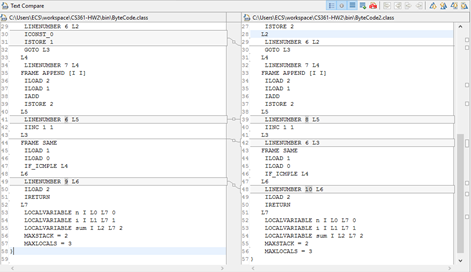 Text Compare
C:\Users\ECS\workspace\CS361-HW2\bin\ByteCode.class
29 LINENUMBER 6 L2
30 ICONST_0
31 ISTORE 1
32 GOTO L3
33 L4
34 LINENUMBER 7 L4
35 FRAME APPEND [I I]
36 ILOAD 2
37 ILOAD 1
38 IADD
39 ISTORE 2
40 L5
41 LINENUMBER 6 L5
42 IINC 1 1
43 L3
44 FRAME SAME
45 ILOAD 1
46 ILOAD 0
47 IF_ICMPLE L4
48 L6
49 LINENUMBER 9 L6
50 ILOAD 2
51 IRETURN
52 L7
53 LOCALVARIABLE n I L0 L7 0
54 LOCALVARIABLE i I L1 L7 1
55 LOCALVARIABLE sum I L2 L7 2
56 MAXSTACK = 2
57 MAXLOCALS = 3
58 }
59
C:\Users\ECS\workspace\CS361-HW2\bin\ByteCode2.class
27 ISTORE 2
28 L2
29 LINENUMBER 6 L2
30 GOTO L3
31 L4
32 LINENUMBER 7 L4
33 FRAME APPEND [I I]
34 ILOAD 2
35 ILOAD 1
36 IADD
37 ISTORE 2
38 L5
39 LINENUMBER 8 L5
40 IINC 1 1
41 L3
42 LINENUMBER 6 L3
43 FRAME SAME
44 ILOAD 1
45 ILOAD 0
46 IF_ICMPLE L4
47 L6
48 LINENUMBER 10 L6
49 ILOAD 2
50 IRETURN
51 L7
52 LOCALVARIABLE n I L0 L7 0
53 LOCALVARIABLE i I L1 L7 1
54 LOCALVARIABLE sum I L2 L7 2
55 MAXSTACK = 2
56 MAXLOCALS = 3
57 }